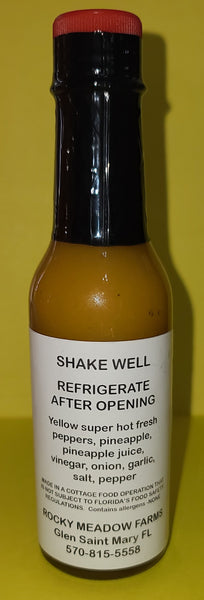 SHAKE WELL
REFRIGERATE
AFTER OPENING
Yellow super hot fresh
peppers, pineapple,
pineapple juice,
vinegar, onion, garlic,
salt, pepper
MADE IN A COTTAGE FOOD OPERATION THAT
IS NOT SUBJECT TO FLORIDA'S FOOD SAFETY
REGULATIONS. Contains allergens -NONE.
ROCKY MEADOW FARMS
Glen Saint Mary FL
570-815-5558